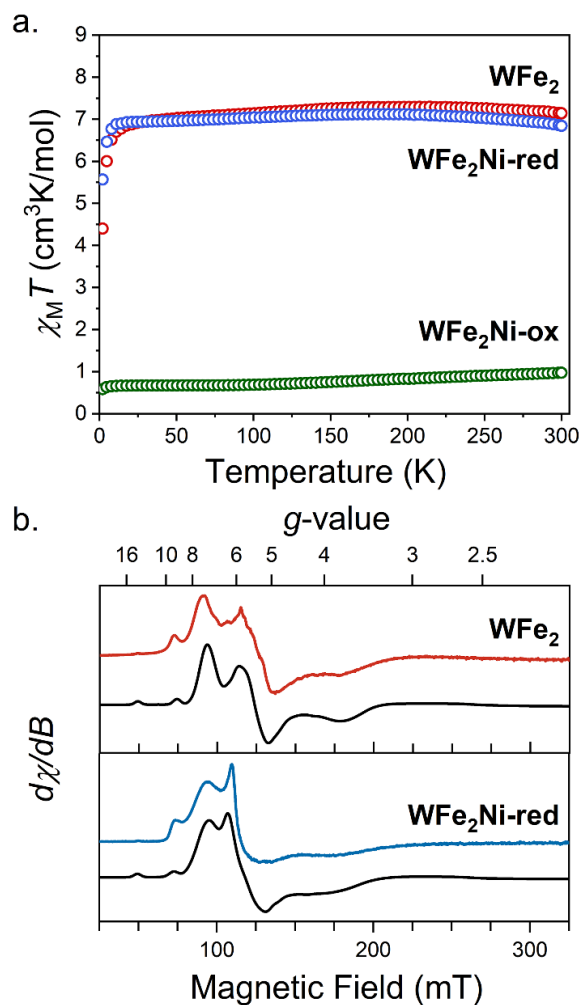 a.
9
8
7
6
5
4
3
2
1
0
χMT (cm³K/mol)
WFe₂
WFe₂Ni-red
WFe₂Ni-ox
0 50 100 150 200 250 300
Temperature (K)
b.
g-value
16 10 8 6 5 4 3 2.5
WFe₂
dχ/dB
WFe₂Ni-red
100 200 300
Magnetic Field (mT)